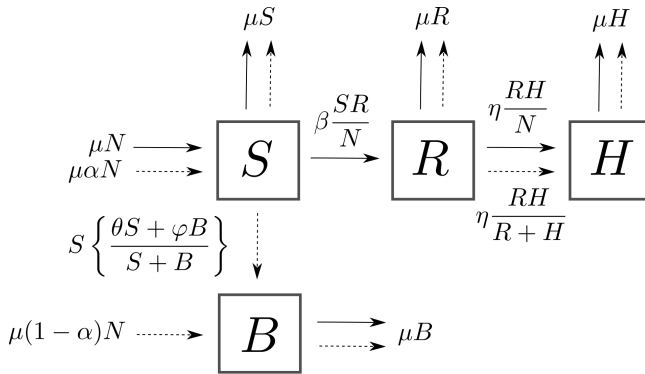 μS
μR
μH
β SR/N
η RH/N
μN
μαN
S
R
H
η RH/(R + H)
S { (θS + φB)/(S + B) }
μ(1 − α)N
B
μB